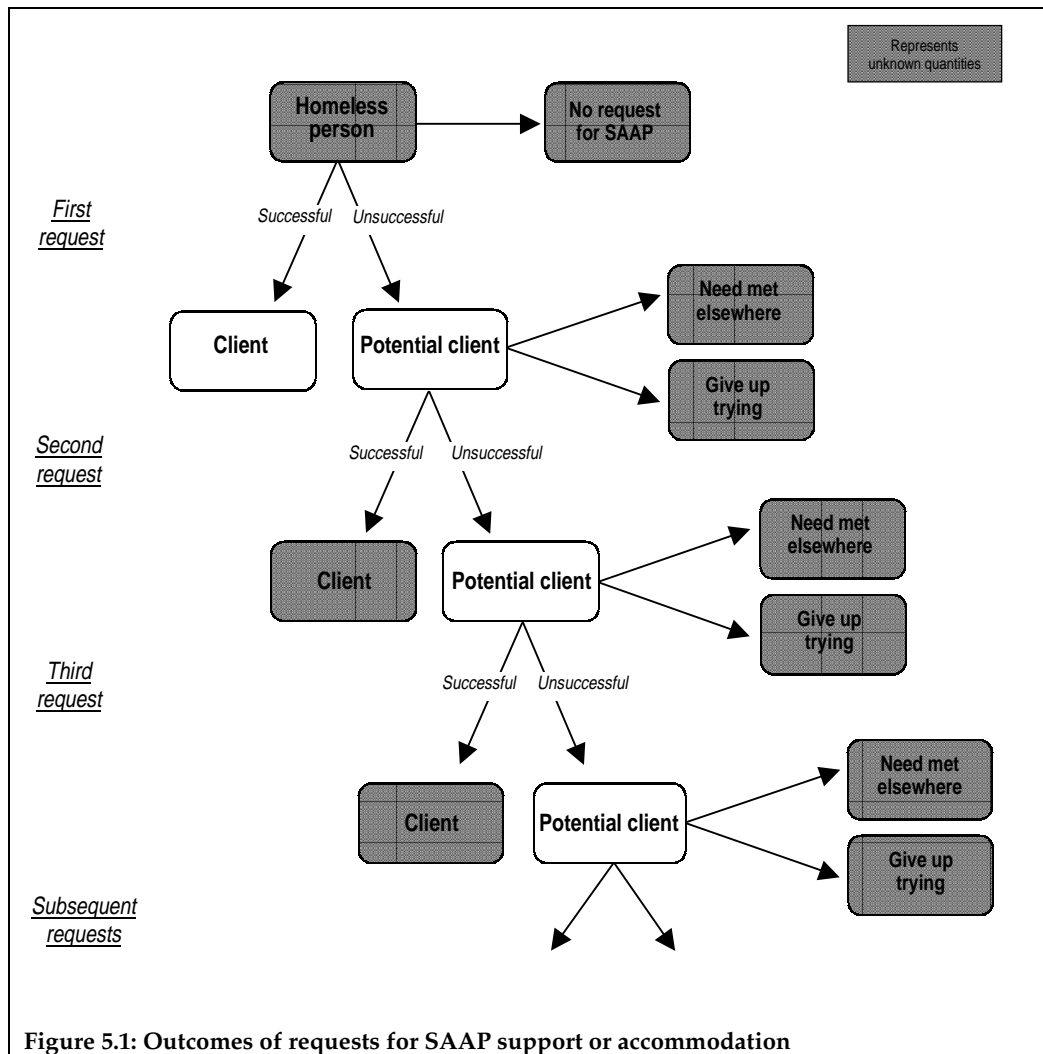 Represents
unknown quantities
Homeless
person
No request
for SAAP
First
request
Successful
Unsuccessful
Client
Potential client
Need met
elsewhere
Give up
trying
Second
request
Successful
Unsuccessful
Client
Potential client
Need met
elsewhere
Give up
trying
Third
request
Successful
Unsuccessful
Client
Potential client
Need met
elsewhere
Give up
trying
Subsequent
requests
Figure 5.1: Outcomes of requests for SAAP support or accommodation